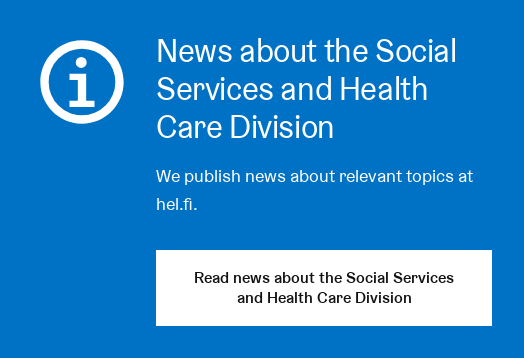 News about the Social
Services and Health
Care Division
We publish news about relevant topics at
hel.fi.
Read news about the Social Services
and Health Care Division